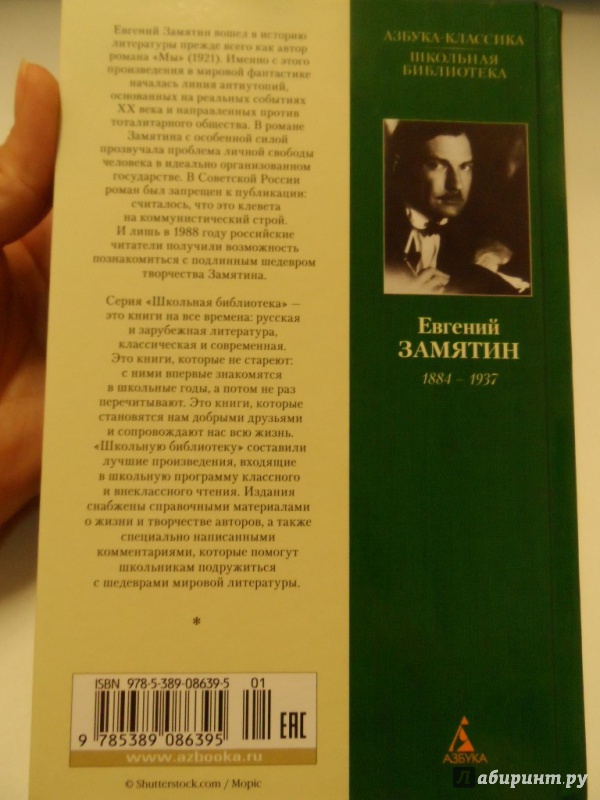 Евгений Замятин вошел в историю
литературы прежде всего как автор
романа «Мы» (1921). Именно с этого
произведения в мировой фантастике
началась линия антиутопий,
основанных на реальных событиях
XX века и направленных против
тоталитарного общества. В романе
Замятина с особенной силой
прозвучала проблема личной свободы
человека в идеально организованном
государстве. В Советской России
роман был запрещен к публикации:
считалось, что это клевета
на коммунистический строй.
И лишь в 1988 году российские
читатели получили возможность
познакомиться с подлинным шедевром
творчества Замятина.
Серия «Школьная библиотека» —
это книги на все времена: русская
и зарубежная литература,
классическая и современная.
Это книги, которые не стареют:
с ними впервые знакомятся
в школьные годы, а потом не раз
перечитывают. Это книги, которые
становятся нам добрыми друзьями
и сопровождают нас всю жизнь.
«Школьную библиотеку» составили
лучшие произведения, входящие
в школьную программу классного
и внеклассного чтения. Издания
снабжены справочными материалами
о жизни и творчестве авторов, а также
специально написанными
комментариями, которые помогут
школьникам подружиться
с шедеврами мировой литературы.
*
ISBN 978-5-389-08639-5 01
9 785389 086395
EAC
www.azbooka.ru
© Shutterstock.com / Mopic
АЗБУКА-КЛАССИКА
ШКОЛЬНАЯ
БИБЛИОТЕКА
Евгений
ЗАМЯТИН
1884 – 1937
АЗБУКА
абиринт.ру